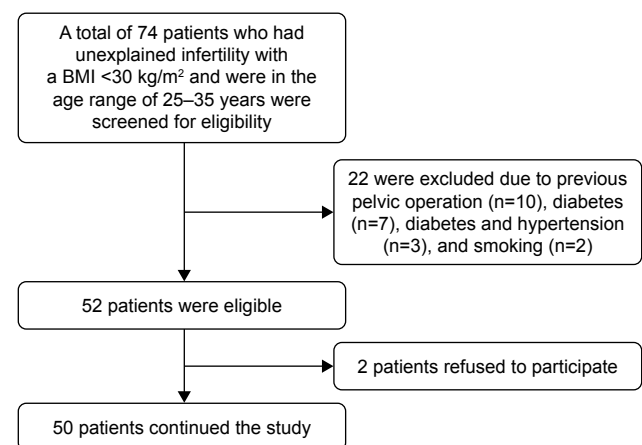 A total of 74 patients who had
unexplained infertility with
a BMI <30 kg/m² and were in the
age range of 25–35 years were
screened for eligibility
22 were excluded due to previous
pelvic operation (n=10), diabetes
(n=7), diabetes and hypertension
(n=3), and smoking (n=2)
52 patients were eligible
2 patients refused to participate
50 patients continued the study